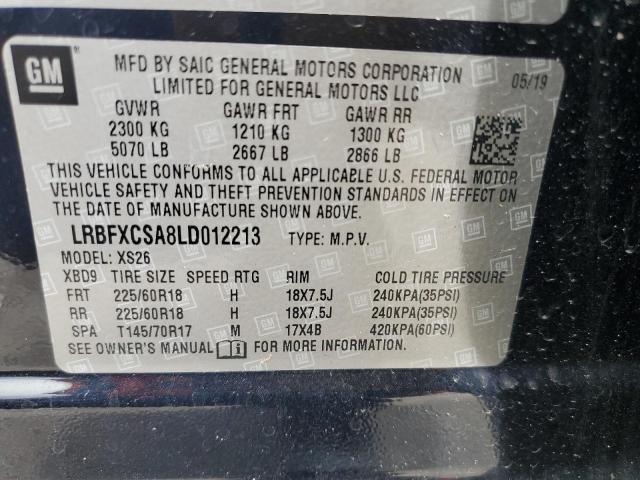 GM
MFD BY SAIC GENERAL MOTORS CORPORATION 05/19
LIMITED FOR GENERAL MOTORS LLC
GVWR GAWR FRT GAWR RR
2300 KG 1210 KG 1300 KG
5070 LB 2667 LB 2866 LB
THIS VEHICLE CONFORMS TO ALL APPLICABLE U.S. FEDERAL MOTOR
VEHICLE SAFETY AND THEFT PREVENTION STANDARDS IN EFFECT ON
THE DATE OF MANUFACTURE SHOWN ABOVE.
LRBFXCSA8LD012213 TYPE: M.P.V.
MODEL: XS26
XBD9 TIRE SIZE SPEED RTG RIM COLD TIRE PRESSURE
FRT 225/60R18 H 18X7.5J 240KPA(35PSI)
RR 225/60R18 H 18X7.5J 240KPA(35PSI)
SPA T145/70R17 M 17X4B 420KPA(60PSI)
SEE OWNER'S MANUAL FOR MORE INFORMATION.